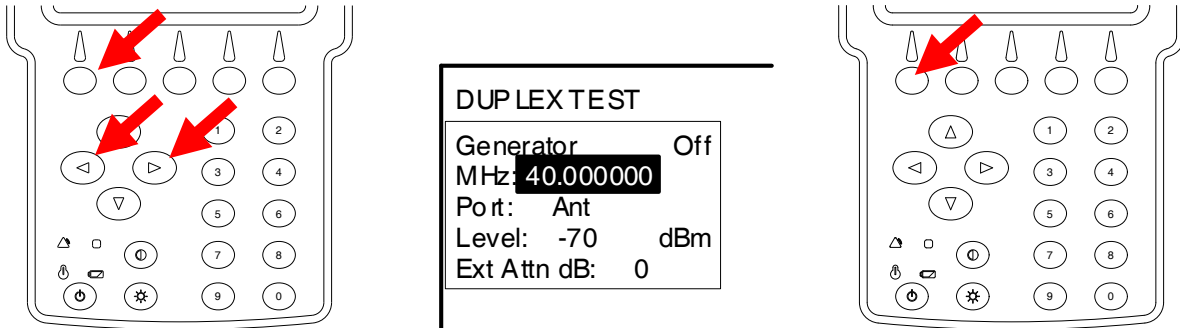 1 2
3 4
5 6
7 8
9 0
DUPLEX TEST
Generator Off
MHz: 40.000000
Port: Ant
Level: -70 dBm
Ext Attn dB: 0
1 2
3 4
5 6
7 8
9 0